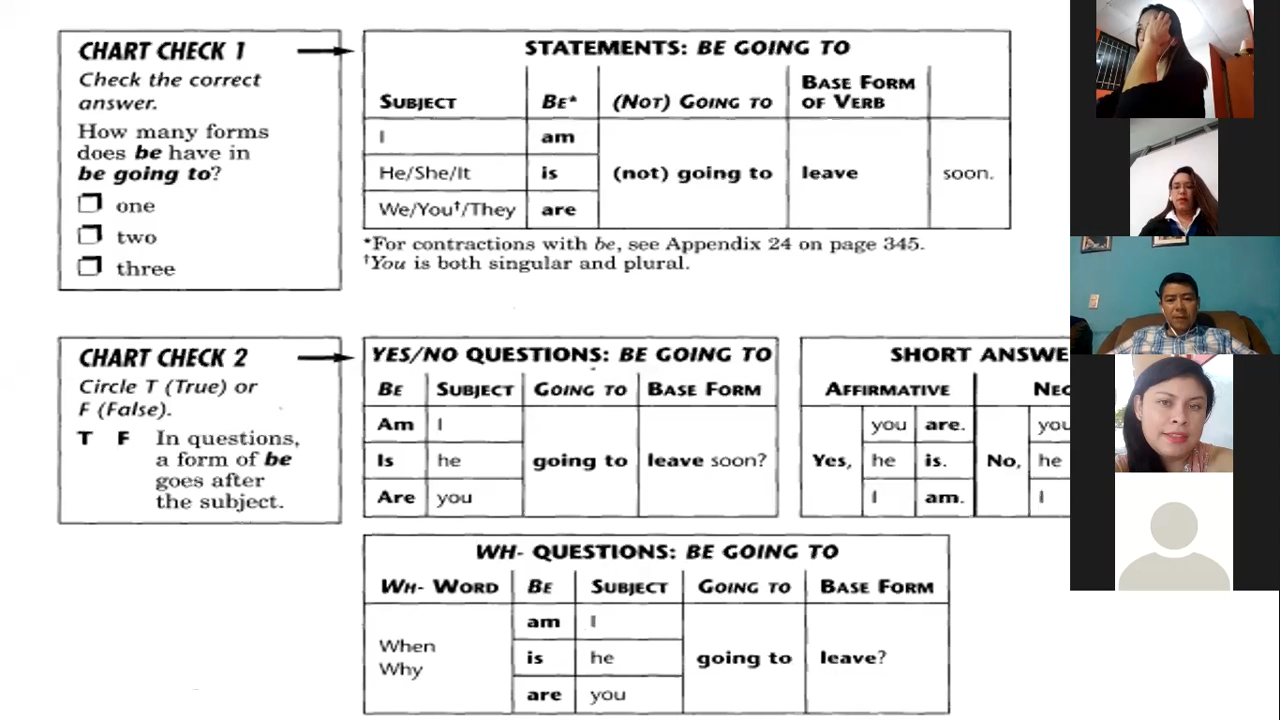 CHART CHECK 1
Check the correct
answer.
How many forms
does be have in
be going to?
one
two
three
STATEMENTS: BE GOING TO
SUBJECT BE* (NOT) GOING TO BASE FORM OF VERB
I am
He/She/It is (not) going to leave soon.
We/You†/They are
*For contractions with be, see Appendix 24 on page 345.
†You is both singular and plural.
CHART CHECK 2
Circle T (True) or
F (False).
T F In questions,
a form of be
goes after
the subject.
YES/NO QUESTIONS: BE GOING TO
BE SUBJECT GOING TO BASE FORM
Am I
Is he going to leave soon?
Are you
SHORT ANSWE
AFFIRMATIVE NEG
you are. you
Yes, he is. No, he
I am. I
WH- QUESTIONS: BE GOING TO
WH- WORD BE SUBJECT GOING TO BASE FORM
am I
When
Why is he going to leave?
are you